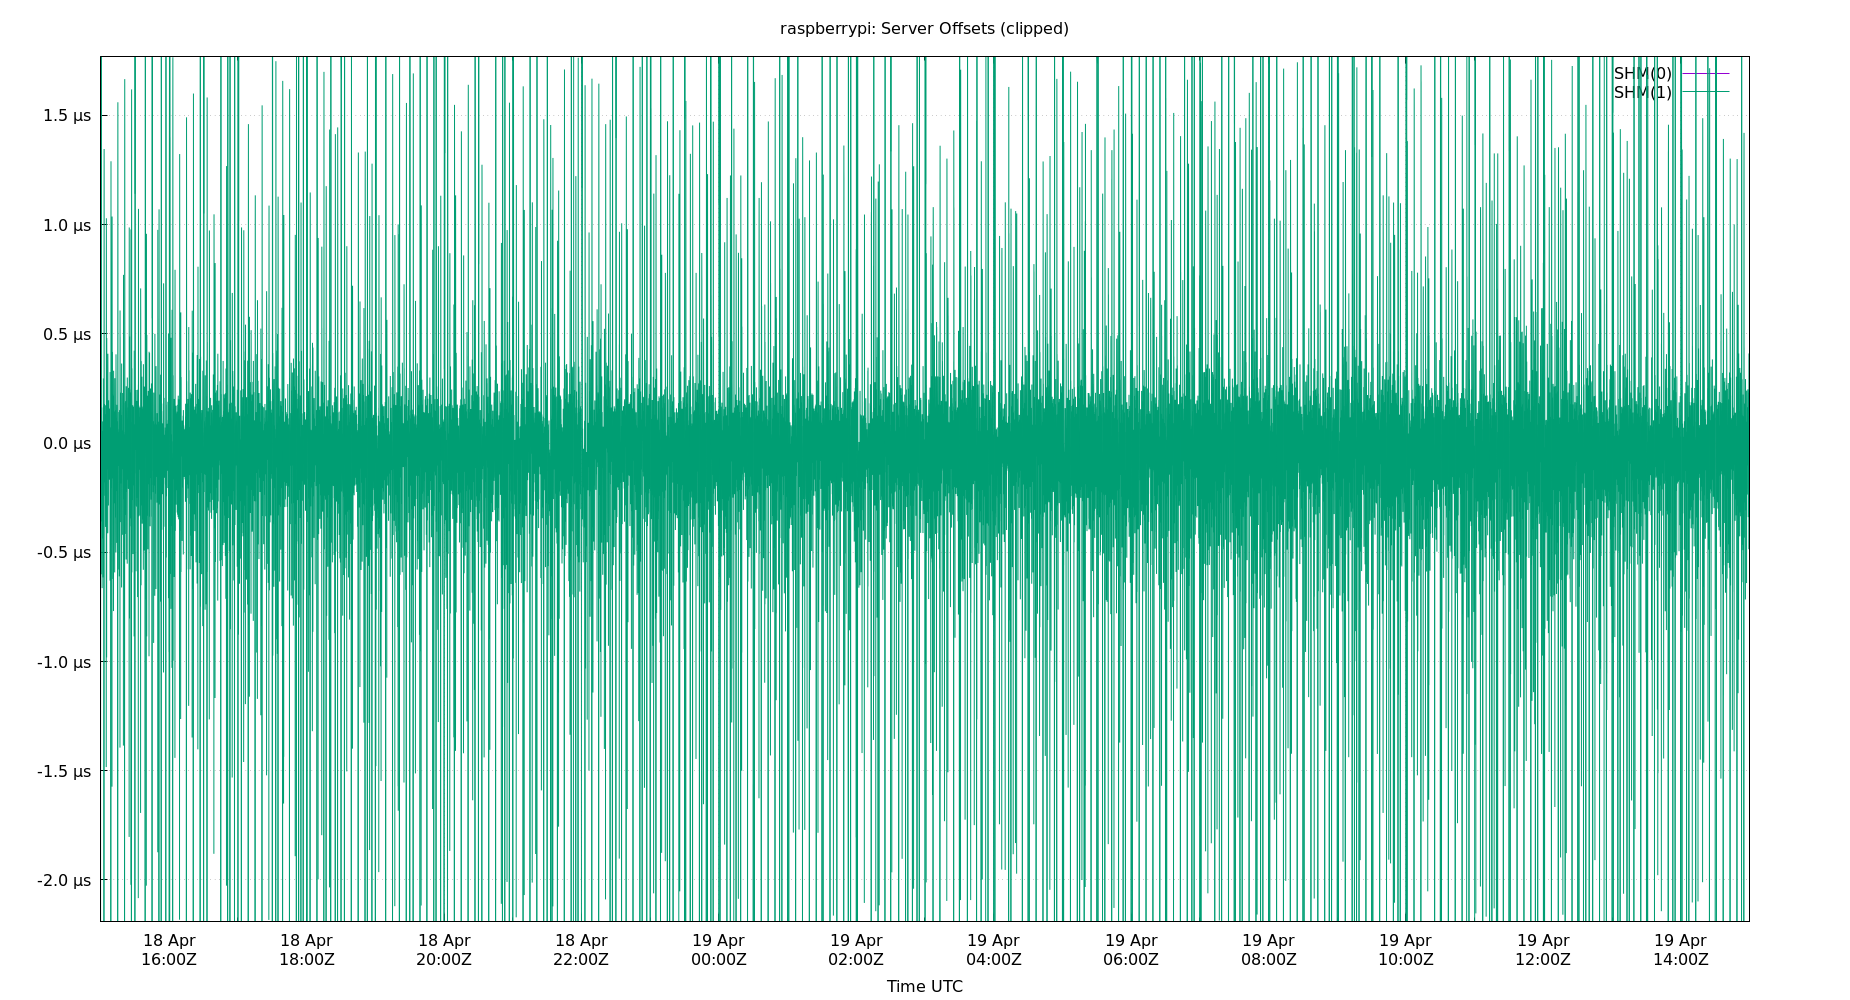 raspberrypi: Server Offsets (clipped)
SHM(0)
SHM(1)
1.5 µs
1.0 µs
0.5 µs
0.0 µs
-0.5 µs
-1.0 µs
-1.5 µs
-2.0 µs
18 Apr 18 Apr 18 Apr 18 Apr 19 Apr 19 Apr 19 Apr 19 Apr 19 Apr 19 Apr 19 Apr 19 Apr
16:00Z 18:00Z 20:00Z 22:00Z 00:00Z 02:00Z 04:00Z 06:00Z 08:00Z 10:00Z 12:00Z 14:00Z
Time UTC